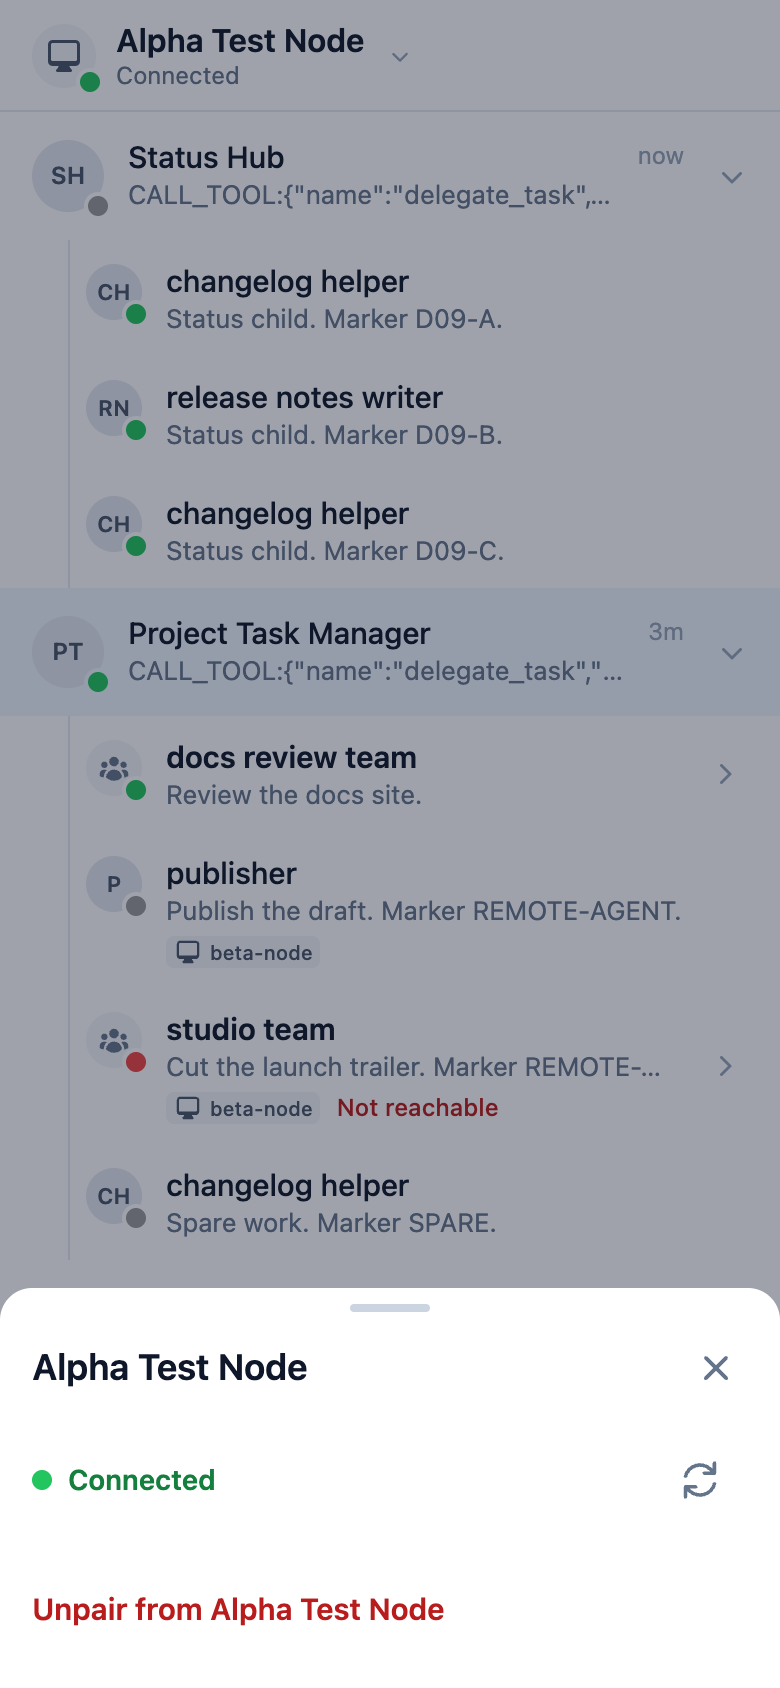 Alpha Test Node
Connected
SH
Status Hub
now
CALL_TOOL:{"name":"delegate_task",...
CH
changelog helper
Status child. Marker D09-A.
RN
release notes writer
Status child. Marker D09-B.
CH
changelog helper
Status child. Marker D09-C.
PT
Project Task Manager
3m
CALL_TOOL:{"name":"delegate_task","...
docs review team
Review the docs site.
P
publisher
Publish the draft. Marker REMOTE-AGENT.
beta-node
studio team
Cut the launch trailer. Marker REMOTE-...
beta-node
Not reachable
CH
changelog helper
Spare work. Marker SPARE.
Alpha Test Node
Connected
Unpair from Alpha Test Node